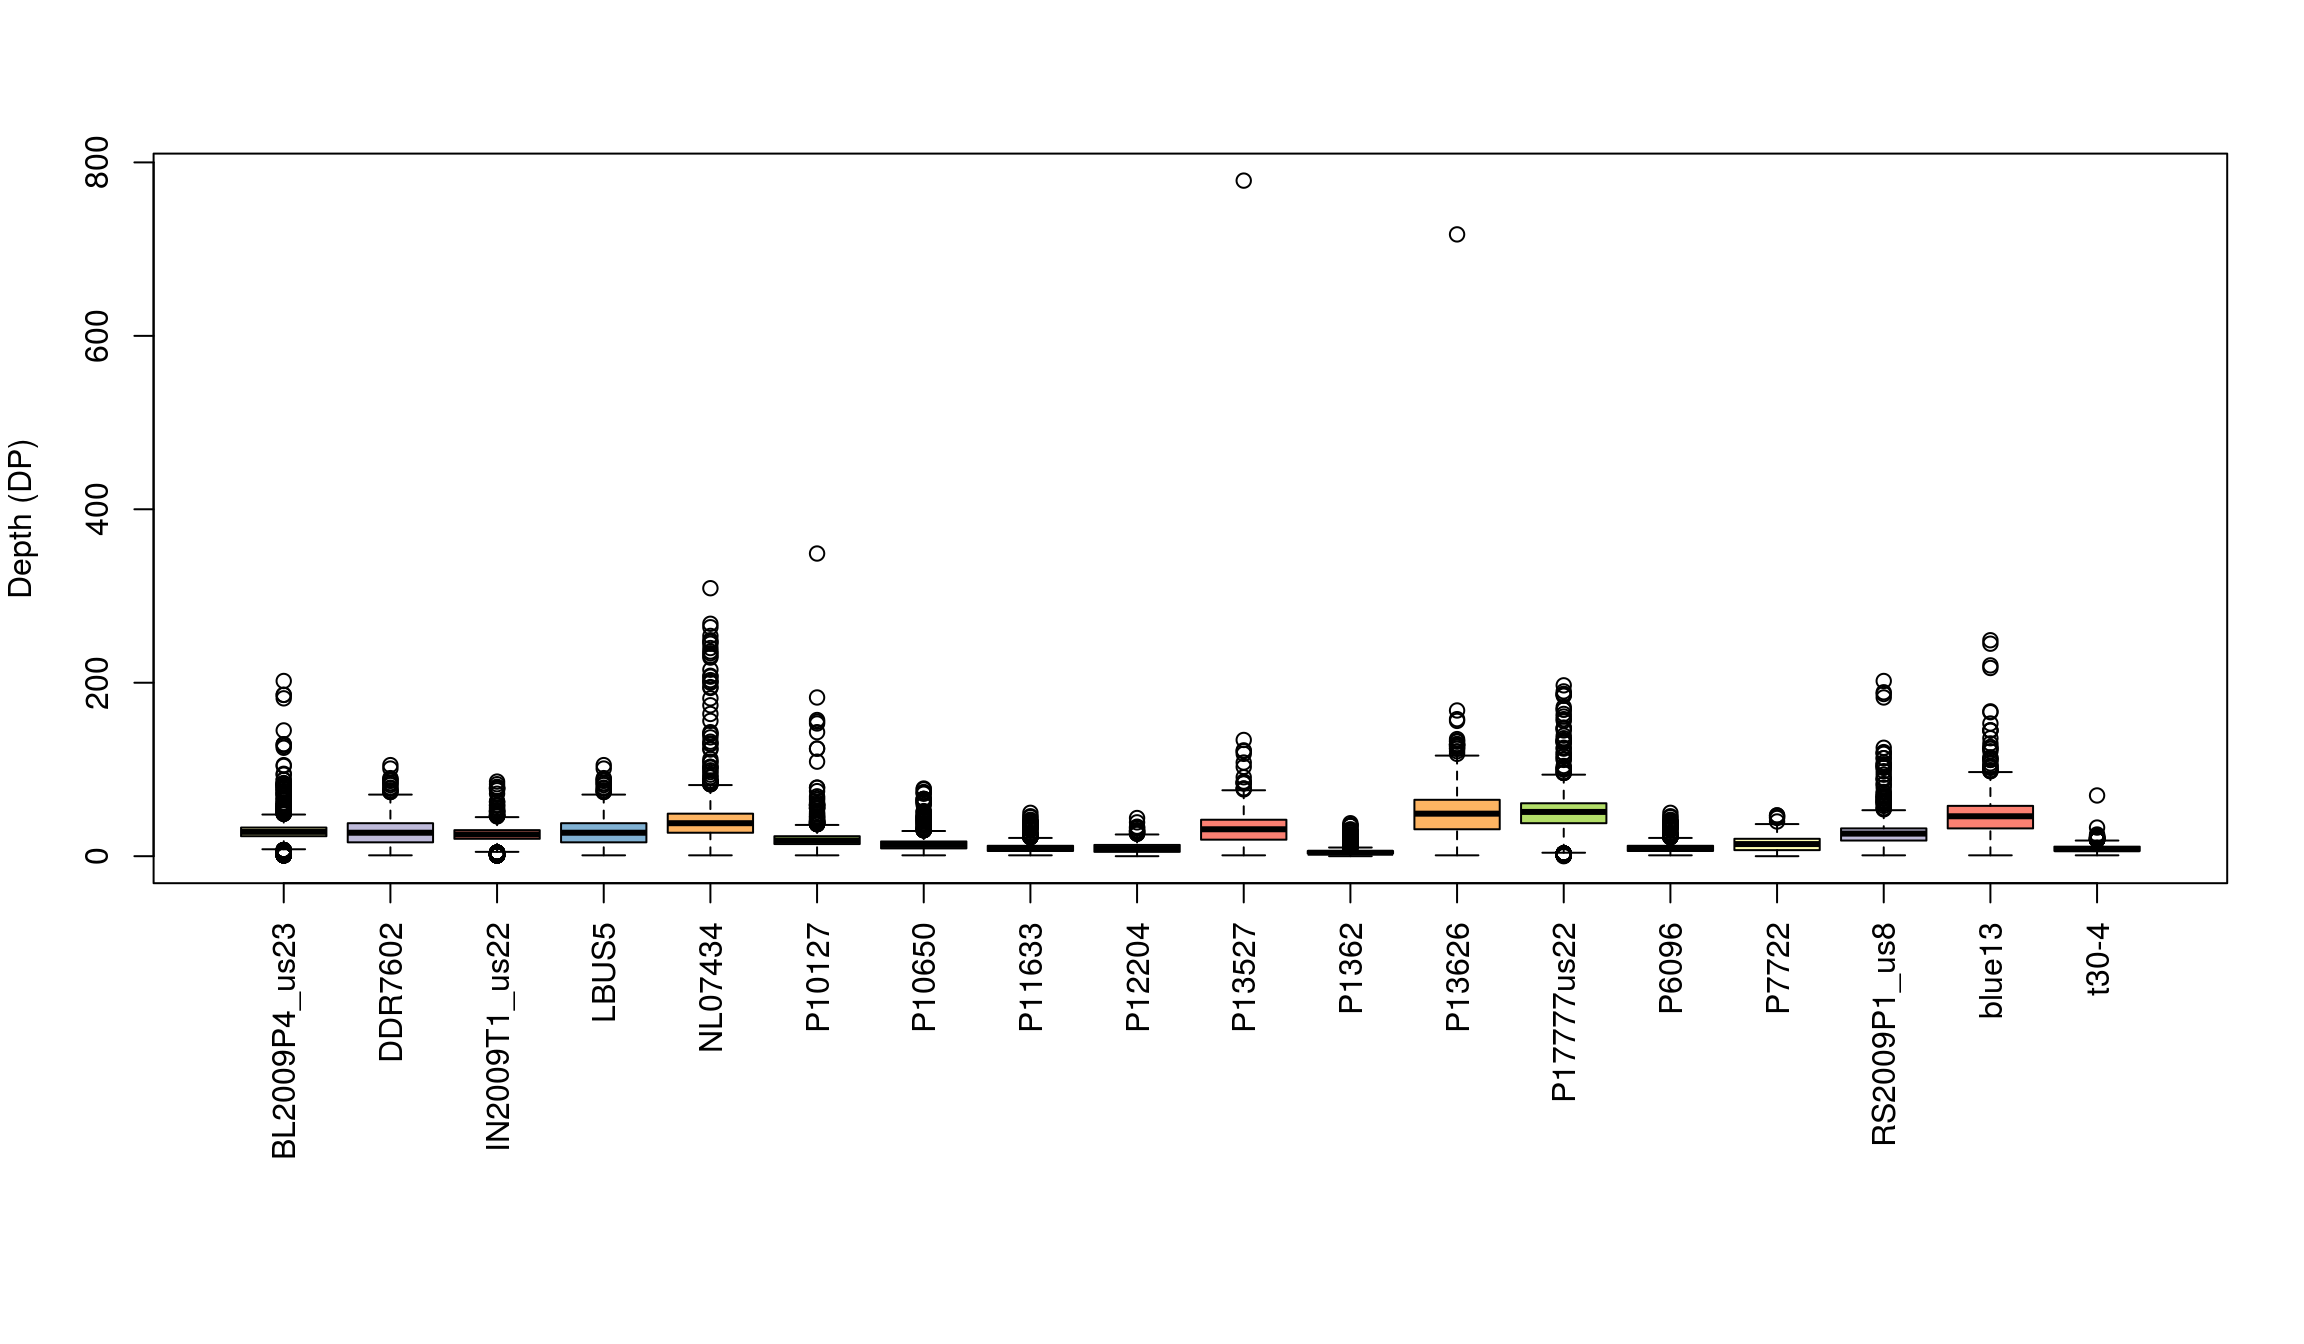 Depth (DP)
800
600
400
200
0
BL2009P4_us23
DDR7602
IN2009T1_us22
LBUS5
NL07434
P10127
P10650
P11633
P12204
P13527
P1362
P13626
P17777us22
P6096
P7722
RS2009P1_us8
blue13
t30-4